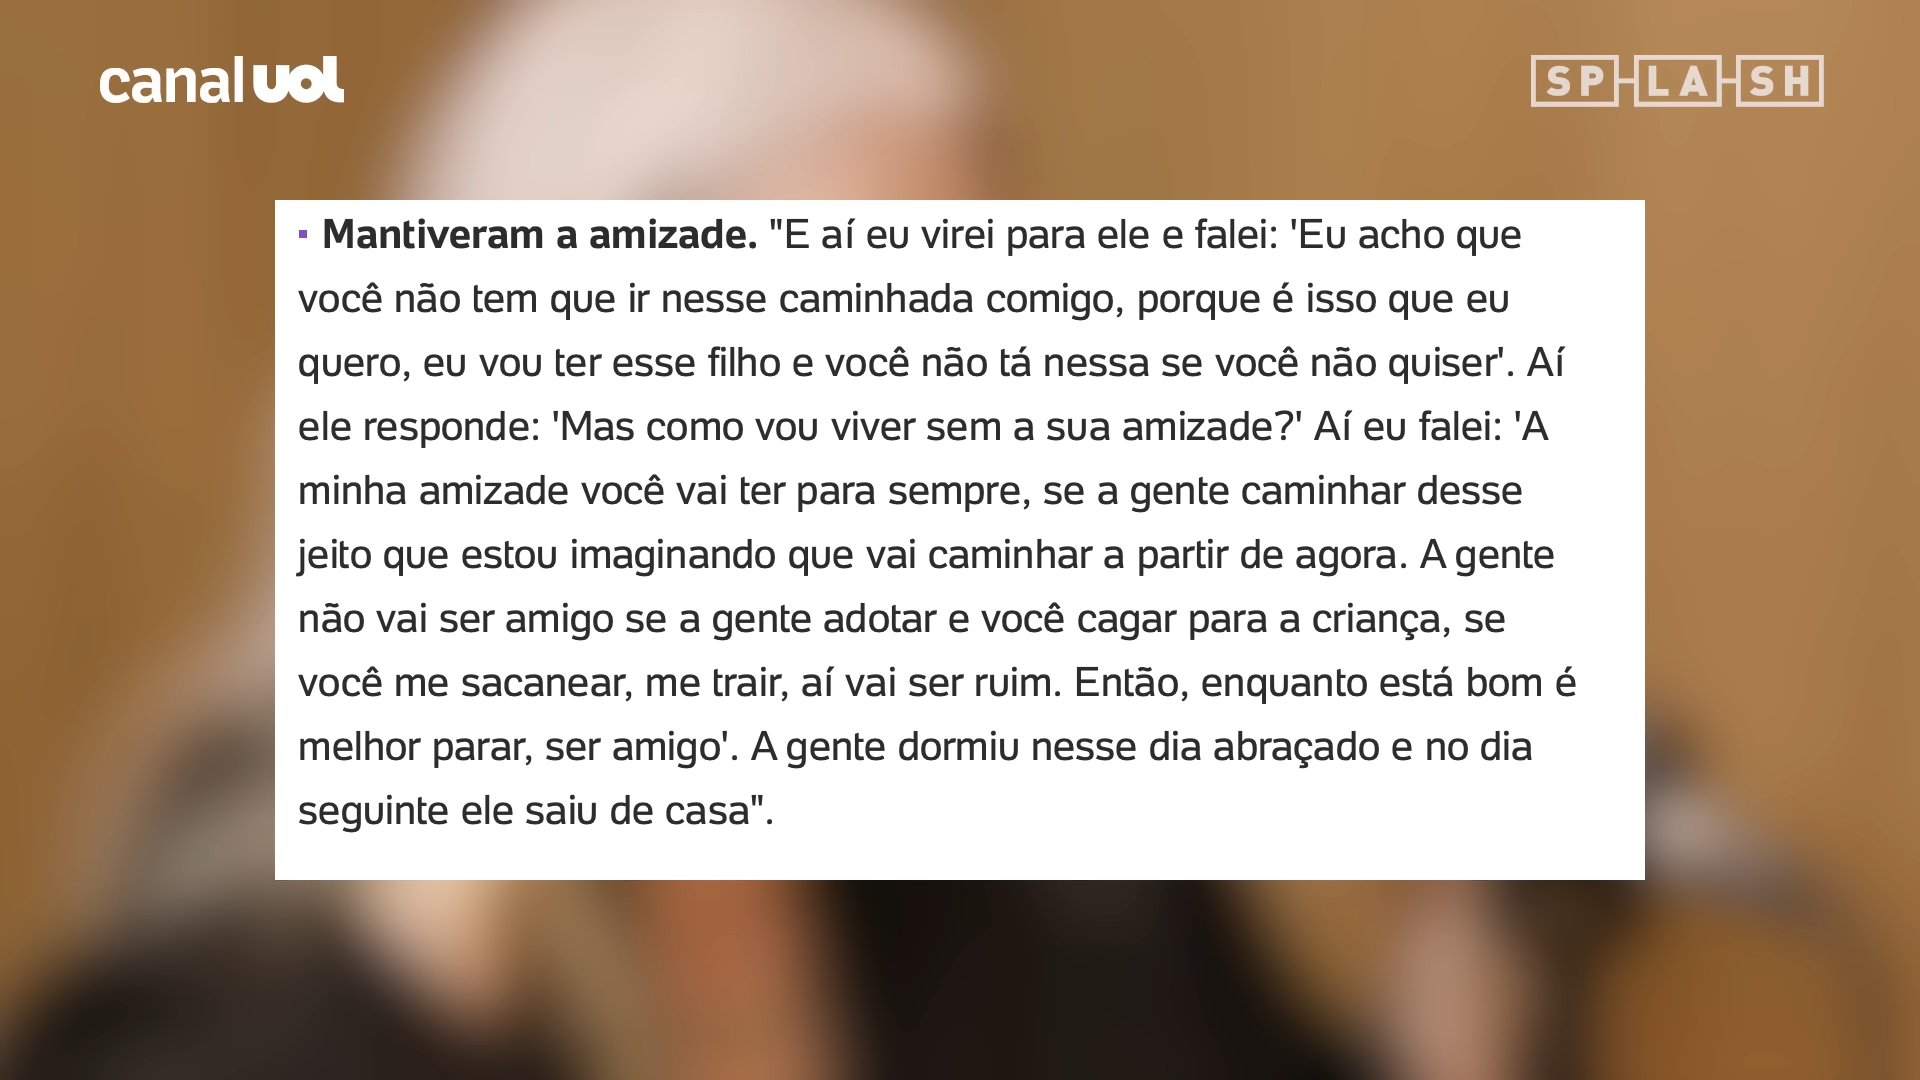 canal uol
SPLASH
▪ Mantiveram a amizade. "E aí eu virei para ele e falei: 'Eu acho que
você não tem que ir nesse caminhada comigo, porque é isso que eu
quero, eu vou ter esse filho e você não tá nessa se você não quiser'. Aí
ele responde: 'Mas como vou viver sem a sua amizade?' Aí eu falei: 'A
minha amizade você vai ter para sempre, se a gente caminhar desse
jeito que estou imaginando que vai caminhar a partir de agora. A gente
não vai ser amigo se a gente adotar e você cagar para a criança, se
você me sacanear, me trair, aí vai ser ruim. Então, enquanto está bom é
melhor parar, ser amigo'. A gente dormiu nesse dia abraçado e no dia
seguinte ele saiu de casa".